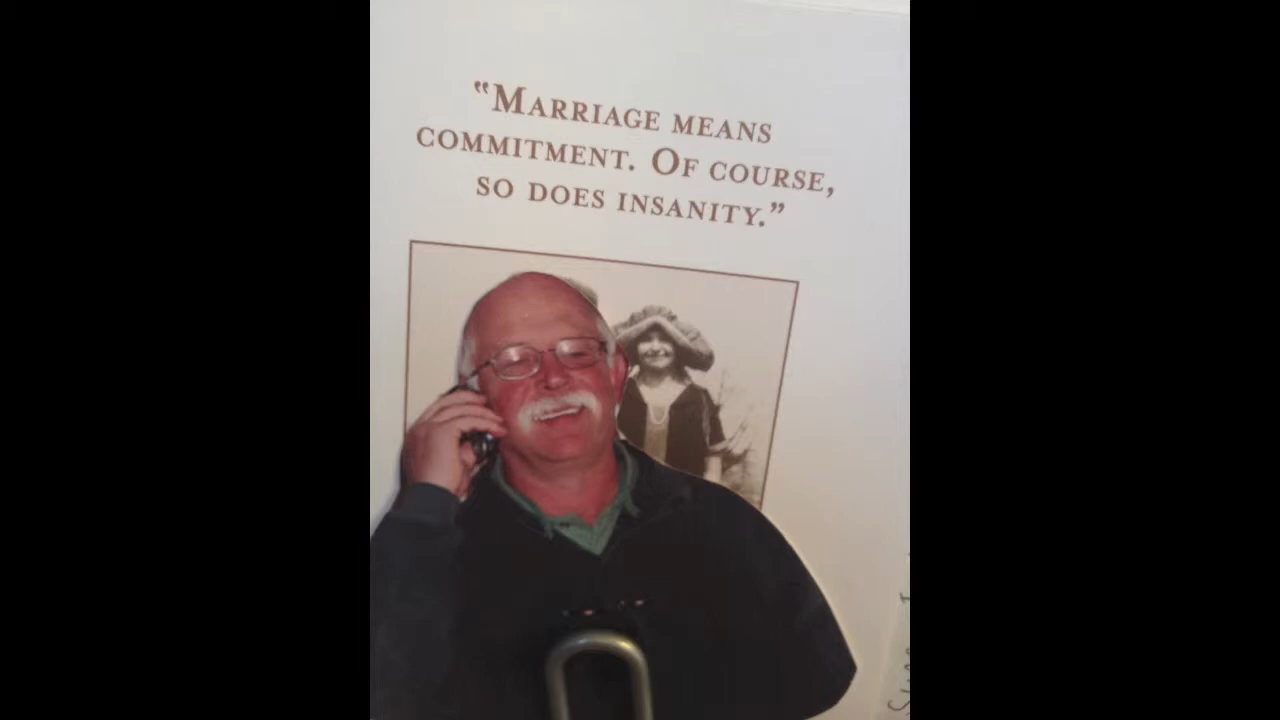 “Marriage means
commitment. Of course,
so does insanity.”